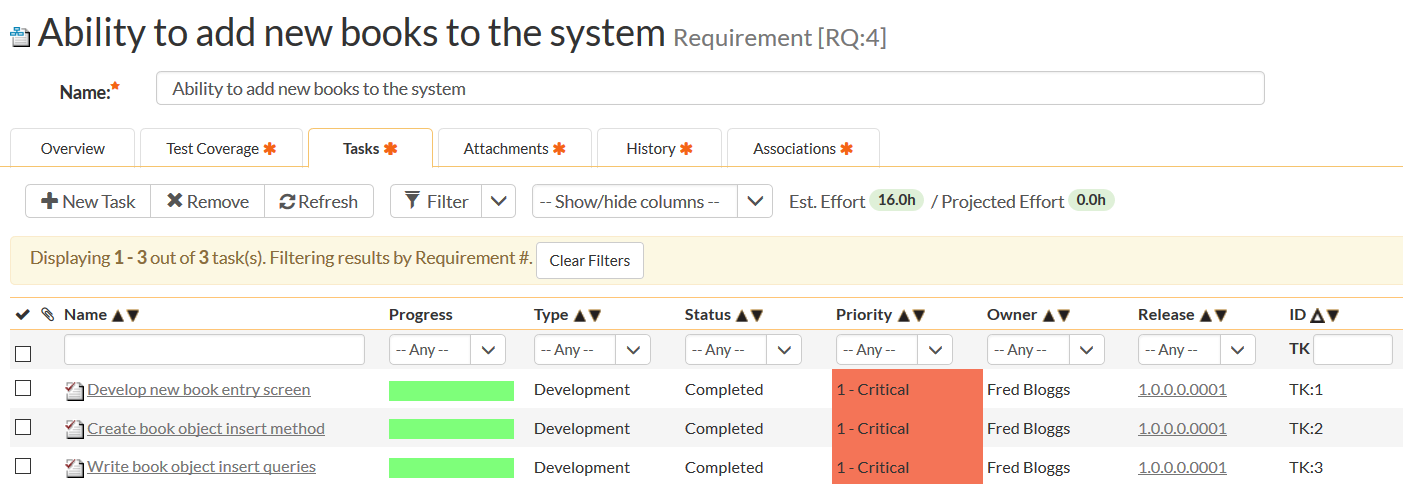 Ability to add new books to the system Requirement [RQ:4]
Name:* Ability to add new books to the system
Overview Test Coverage * Tasks * Attachments * History * Associations *
New Task Remove Refresh Filter -- Show/hide columns -- Est. Effort 16.0h / Projected Effort 0.0h
Displaying 1 - 3 out of 3 task(s). Filtering results by Requirement #. Clear Filters
Name Progress Type Status Priority Owner Release ID
-- Any -- -- Any -- -- Any -- -- Any -- -- Any -- -- Any -- TK
Develop new book entry screen Development Completed 1 - Critical Fred Bloggs 1.0.0.0.0001 TK:1
Create book object insert method Development Completed 1 - Critical Fred Bloggs 1.0.0.0.0001 TK:2
Write book object insert queries Development Completed 1 - Critical Fred Bloggs 1.0.0.0.0001 TK:3